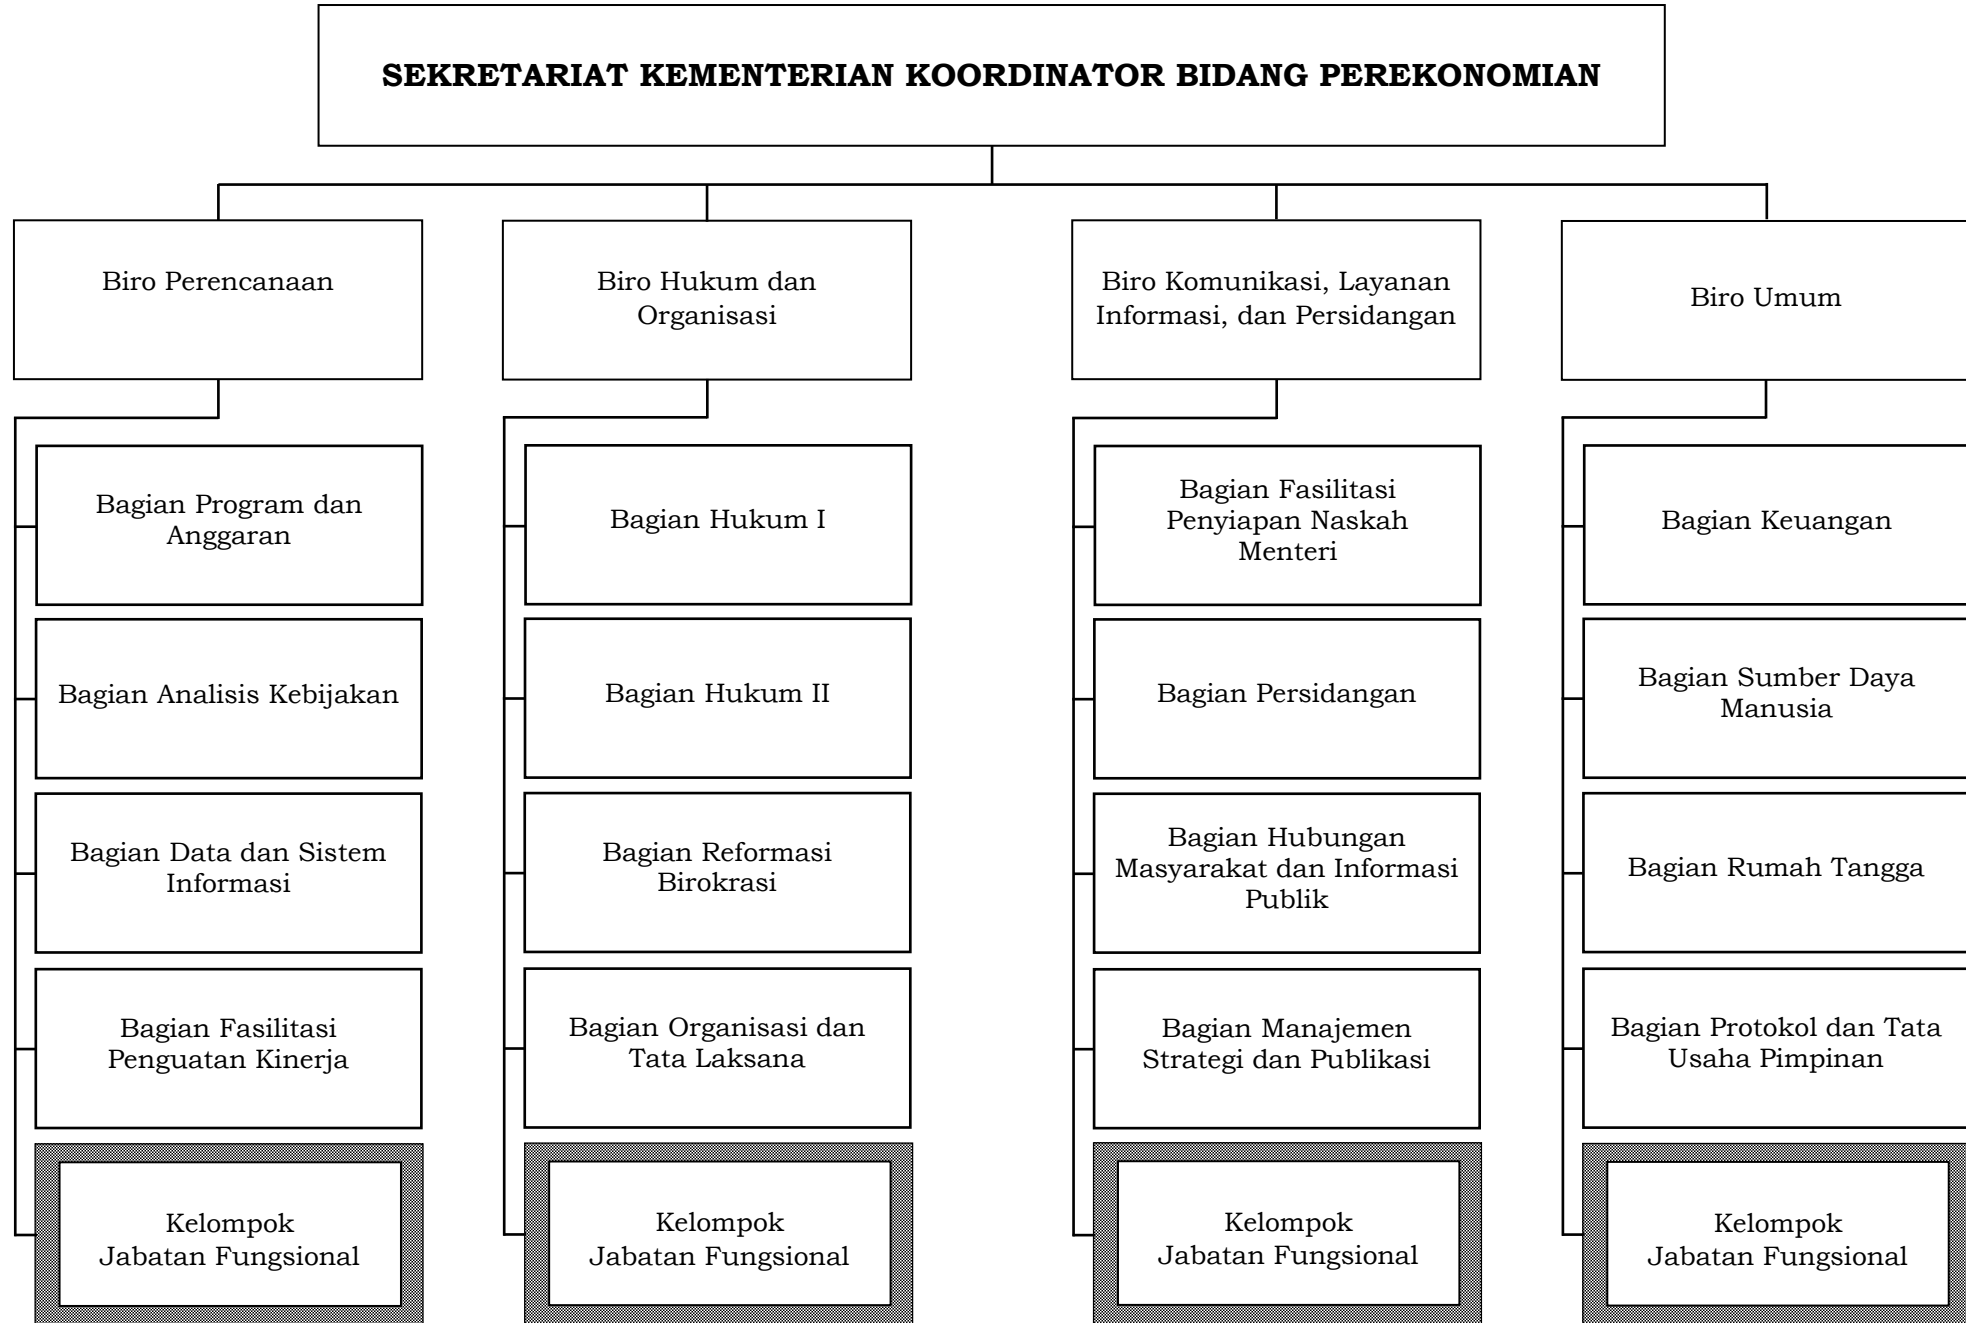 SEKRETARIAT KEMENTERIAN KOORDINATOR BIDANG PEREKONOMIAN
Biro Perencanaan
Biro Hukum dan
Organisasi
Biro Komunikasi, Layanan
Informasi, dan Persidangan
Biro Umum
Bagian Program dan
Anggaran
Bagian Hukum I
Bagian Fasilitasi
Penyiapan Naskah
Menteri
Bagian Keuangan
Bagian Analisis Kebijakan
Bagian Hukum II
Bagian Persidangan
Bagian Sumber Daya
Manusia
Bagian Data dan Sistem
Informasi
Bagian Reformasi
Birokrasi
Bagian Hubungan
Masyarakat dan Informasi
Publik
Bagian Rumah Tangga
Bagian Fasilitasi
Penguatan Kinerja
Bagian Organisasi dan
Tata Laksana
Bagian Manajemen
Strategi dan Publikasi
Bagian Protokol dan Tata
Usaha Pimpinan
Kelompok
Jabatan Fungsional
Kelompok
Jabatan Fungsional
Kelompok
Jabatan Fungsional
Kelompok
Jabatan Fungsional